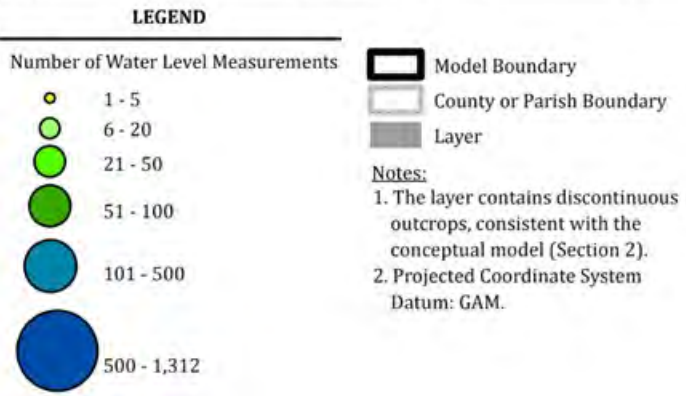 LEGEND
Number of Water Level Measurements
1 - 5
6 - 20
21 - 50
51 - 100
101 - 500
500 - 1,312
Model Boundary
County or Parish Boundary
Layer
Notes:
1. The layer contains discontinuous
outcrops, consistent with the
conceptual model (Section 2).
2. Projected Coordinate System
Datum: GAM.